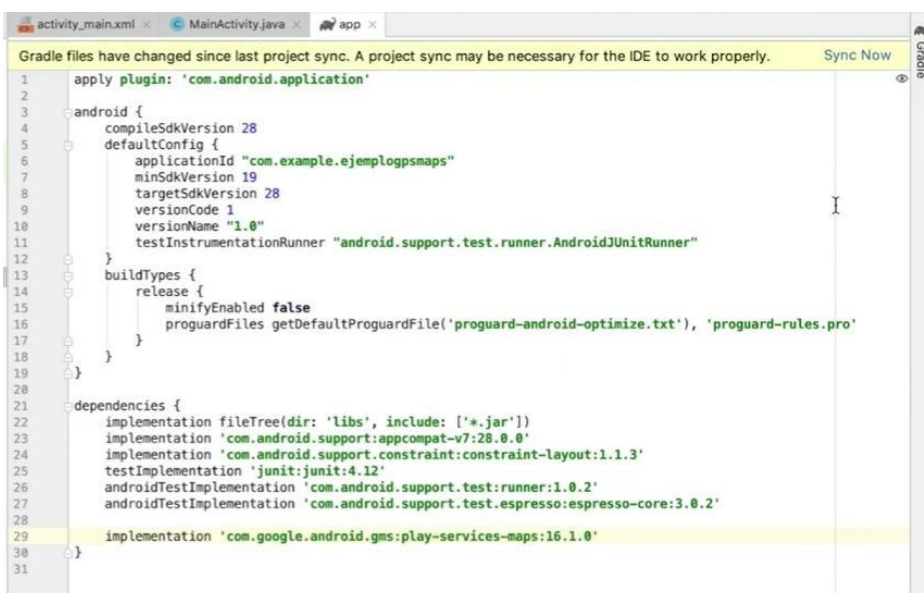 activity_main.xml MainActivity.java app
Gradle files have changed since last project sync. A project sync may be necessary for the IDE to work properly. Sync Now
Gradle
1 apply plugin: 'com.android.application'
2
3 android {
4 compileSdkVersion 28
5 defaultConfig {
6 applicationId "com.example.ejemplogpsmaps"
7 minSdkVersion 19
8 targetSdkVersion 28
9 versionCode 1
10 versionName "1.0"
11 testInstrumentationRunner "android.support.test.runner.AndroidJUnitRunner"
12 }
13 buildTypes {
14 release {
15 minifyEnabled false
16 proguardFiles getDefaultProguardFile('proguard-android-optimize.txt'), 'proguard-rules.pro'
17 }
18 }
19 }
20
21 dependencies {
22 implementation fileTree(dir: 'libs', include: ['*.jar'])
23 implementation 'com.android.support:appcompat-v7:28.0.0'
24 implementation 'com.android.support.constraint:constraint-layout:1.1.3'
25 testImplementation 'junit:junit:4.12'
26 androidTestImplementation 'com.android.support.test:runner:1.0.2'
27 androidTestImplementation 'com.android.support.test.espresso:espresso-core:3.0.2'
28
29 implementation 'com.google.android.gms:play-services-maps:16.1.0'
30 }
31